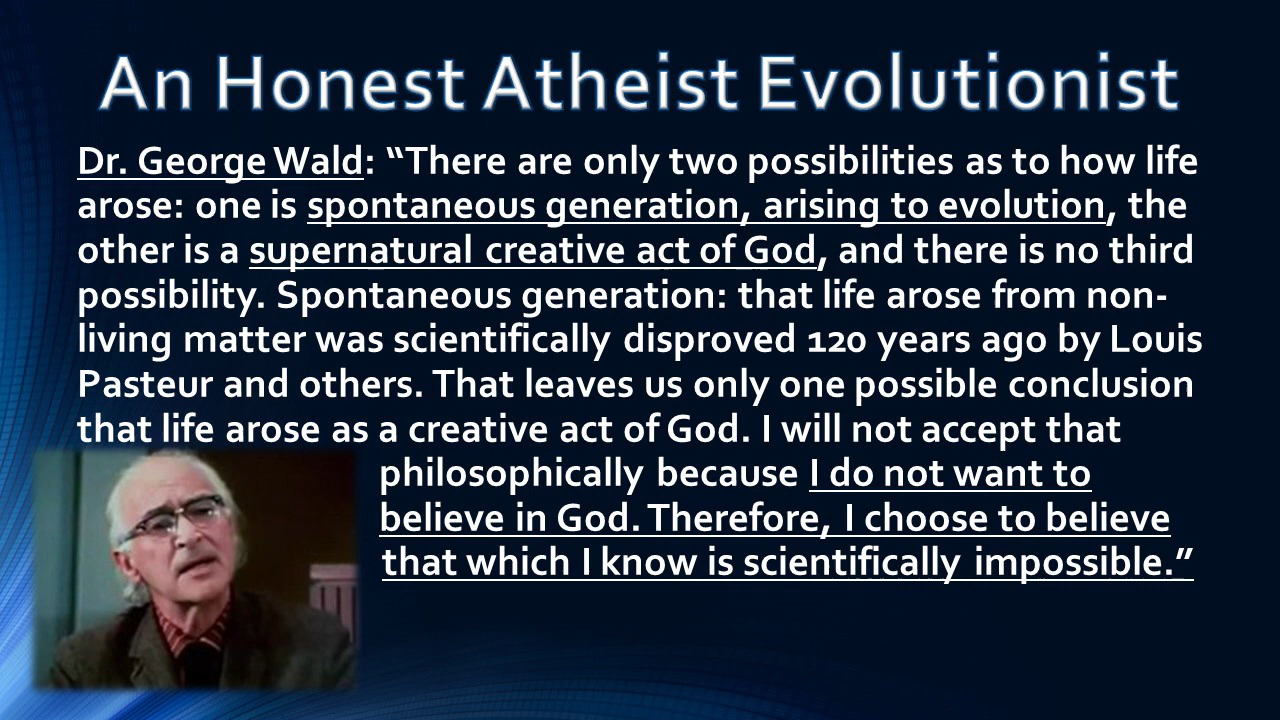 An Honest Atheist Evolutionist
Dr. George Wald: “There are only two possibilities as to how life
arose: one is spontaneous generation, arising to evolution, the
other is a supernatural creative act of God, and there is no third
possibility. Spontaneous generation: that life arose from non-
living matter was scientifically disproved 120 years ago by Louis
Pasteur and others. That leaves us only one possible conclusion
that life arose as a creative act of God. I will not accept that
philosophically because I do not want to
believe in God. Therefore, I choose to believe
that which I know is scientifically impossible.”